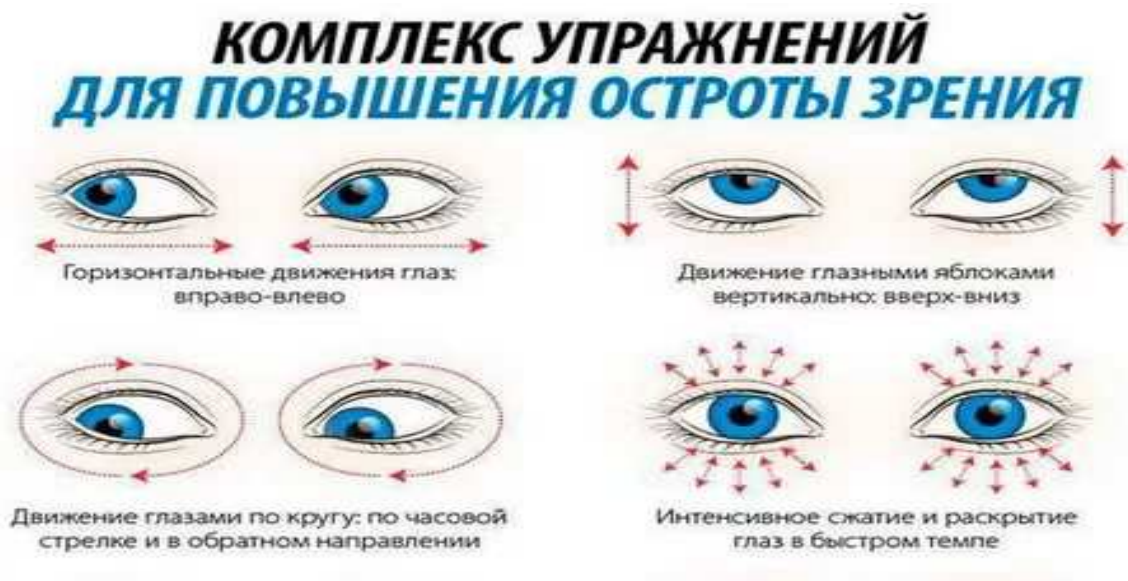 КОМПЛЕКС УПРАЖНЕНИЙ
ДЛЯ ПОВЫШЕНИЯ ОСТРОТЫ ЗРЕНИЯ
Горизонтальные движения глаз:
вправо-влево
Движение глазными яблоками
вертикально: вверх-вниз
Движение глазами по кругу: по часовой
стрелке и в обратном направлении
Интенсивное сжатие и раскрытие
глаз в быстром темпе